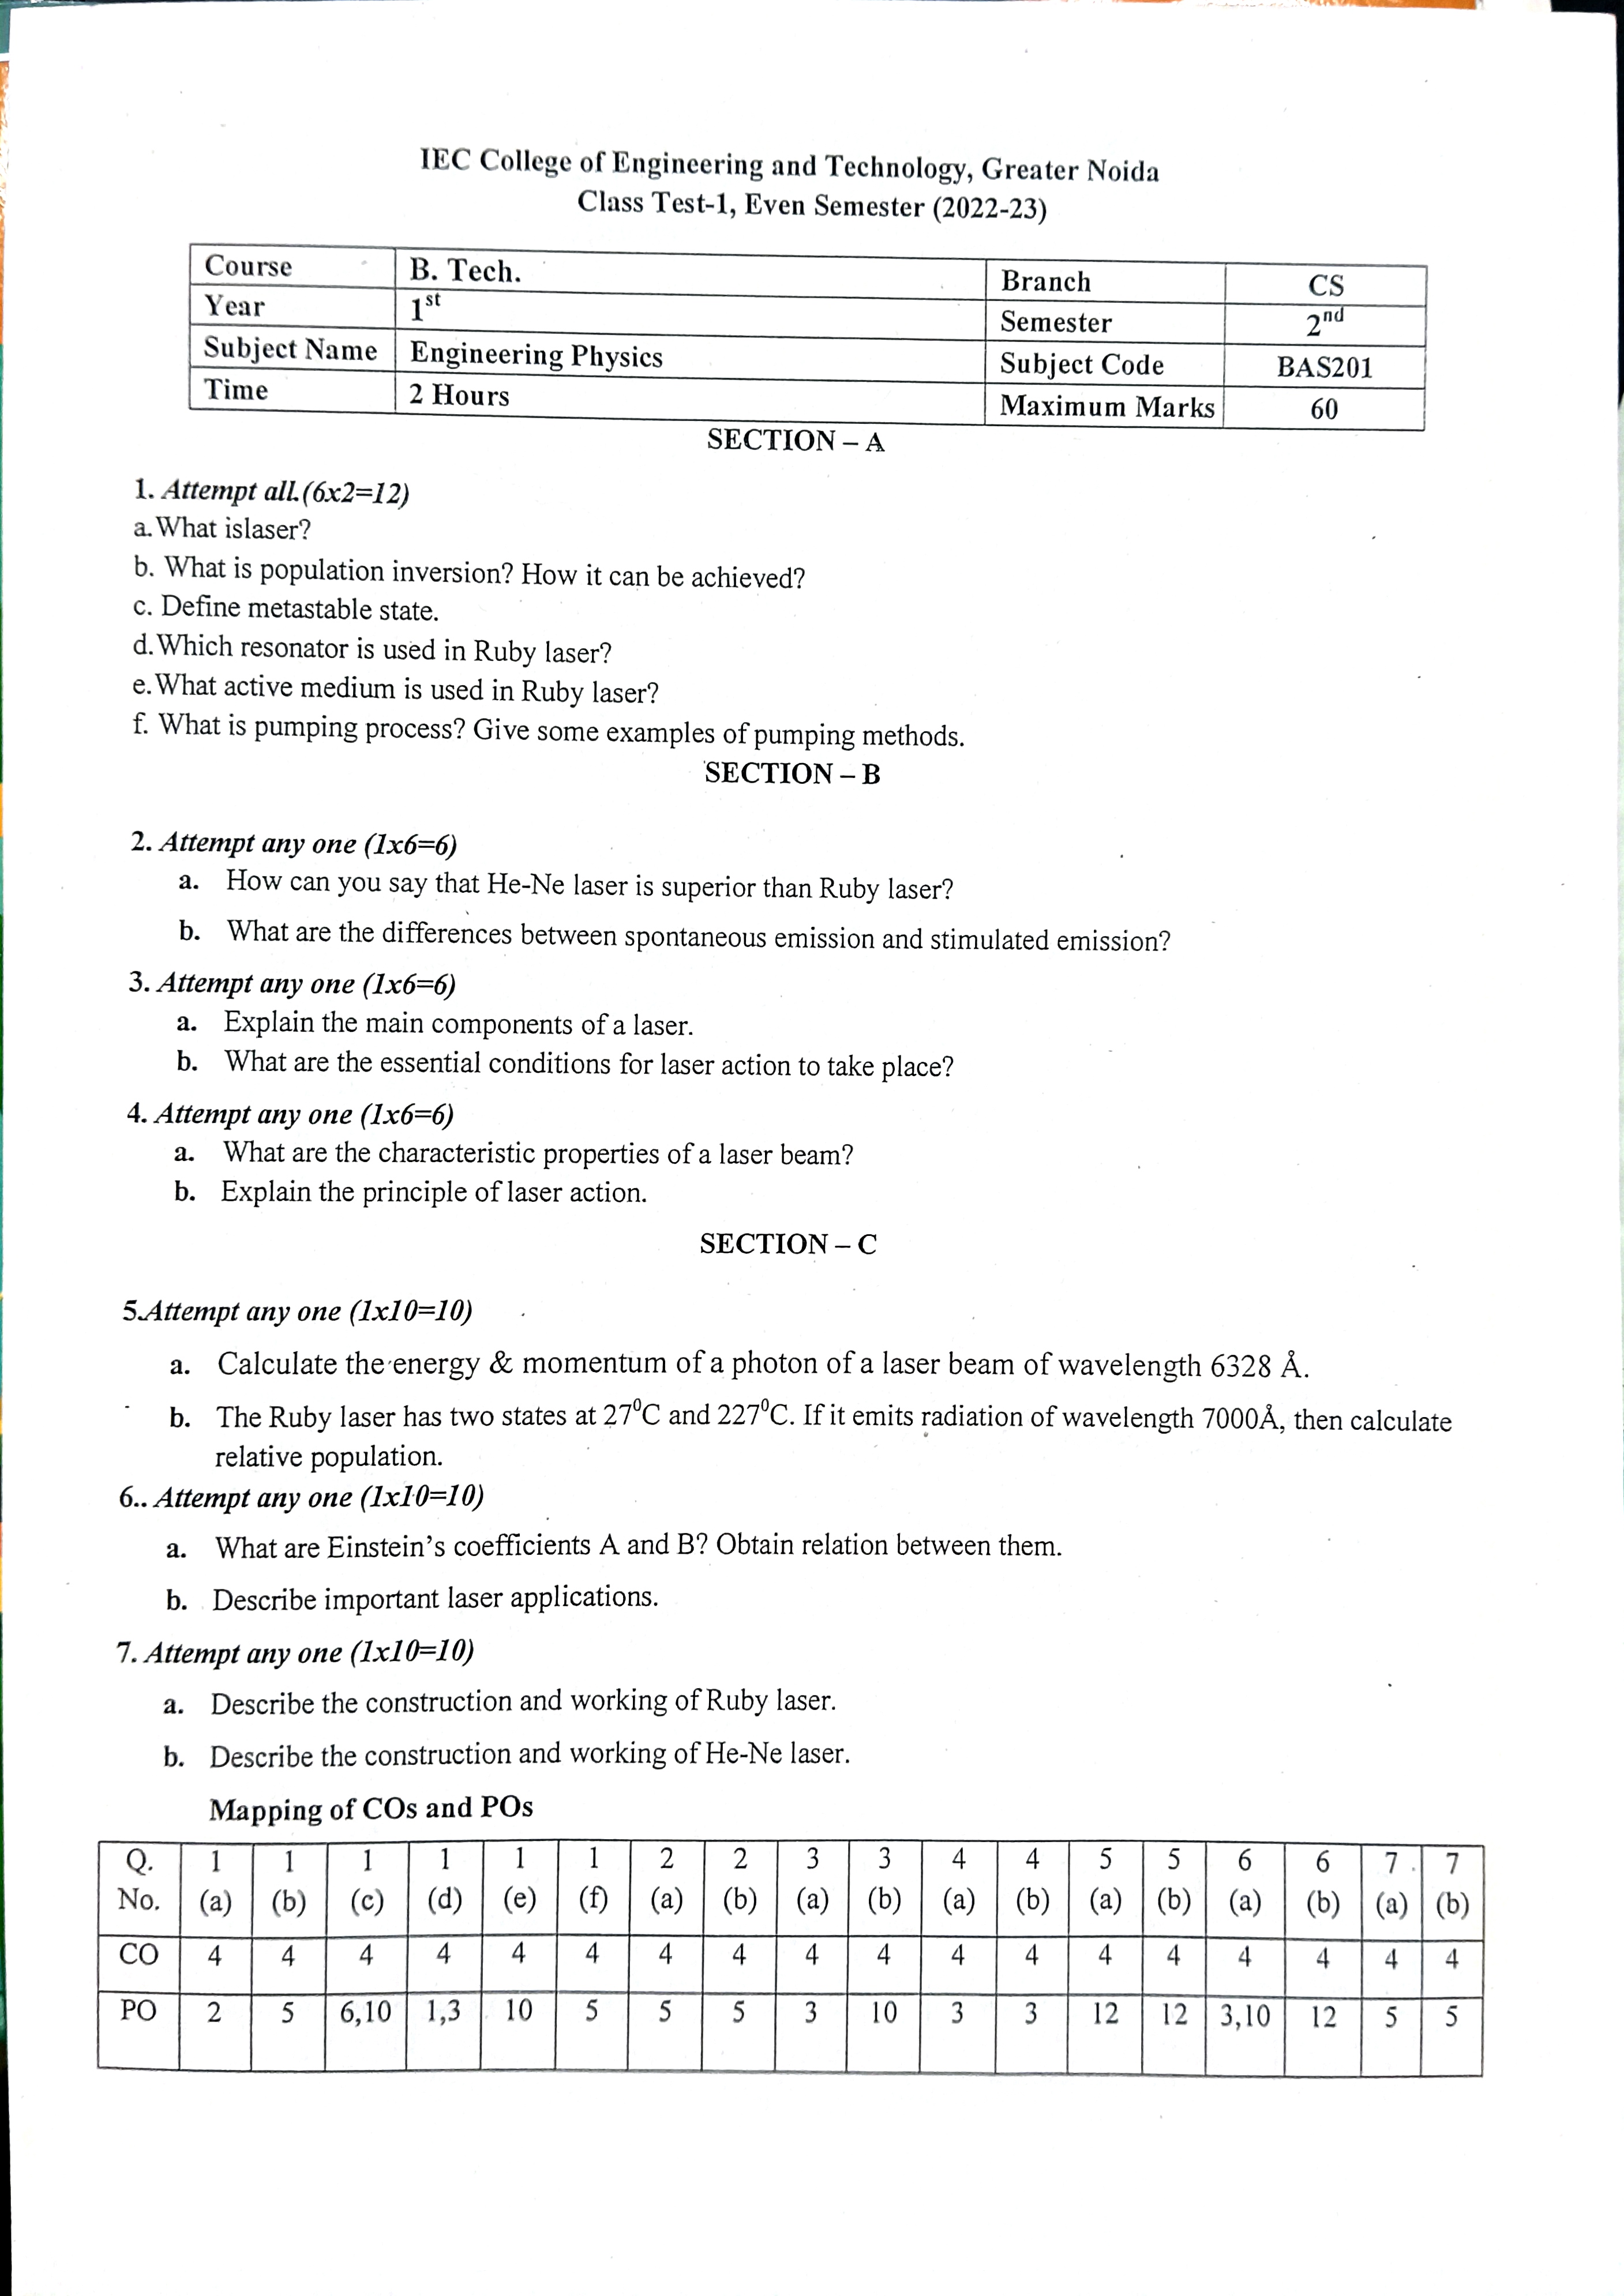 IEC College of Engineering and Technology, Greater Noida
Class Test-1, Even Semester (2022-23)
Course B. Tech. Branch CS
Year 1st Semester 2nd
Subject Name Engineering Physics Subject Code BAS201
Time 2 Hours Maximum Marks 60
SECTION – A
1. Attempt all.(6x2=12)
a. What islaser?
b. What is population inversion? How it can be achieved?
c. Define metastable state.
d. Which resonator is used in Ruby laser?
e. What active medium is used in Ruby laser?
f. What is pumping process? Give some examples of pumping methods.
SECTION – B
2. Attempt any one (1x6=6)
a. How can you say that He-Ne laser is superior than Ruby laser?
b. What are the differences between spontaneous emission and stimulated emission?
3. Attempt any one (1x6=6)
a. Explain the main components of a laser.
b. What are the essential conditions for laser action to take place?
4. Attempt any one (1x6=6)
a. What are the characteristic properties of a laser beam?
b. Explain the principle of laser action.
SECTION – C
5.Attempt any one (1x10=10)
a. Calculate the energy & momentum of a photon of a laser beam of wavelength 6328 Å.
b. The Ruby laser has two states at 27⁰C and 227⁰C. If it emits radiation of wavelength 7000Å, then calculate
relative population.
6.. Attempt any one (1x10=10)
a. What are Einstein's coefficients A and B? Obtain relation between them.
b. Describe important laser applications.
7. Attempt any one (1x10=10)
a. Describe the construction and working of Ruby laser.
b. Describe the construction and working of He-Ne laser.
Mapping of COs and POs
Q. 1 1 1 1 1 1 2 2 3 3 4 4 5 5 6 6 7 7
No. (a) (b) (c) (d) (e) (f) (a) (b) (a) (b) (a) (b) (a) (b) (a) (b) (a) (b)
CO 4 4 4 4 4 4 4 4 4 4 4 4 4 4 4 4 4 4
PO 2 5 6,10 1,3 10 5 5 5 3 10 3 3 12 12 3,10 12 5 5